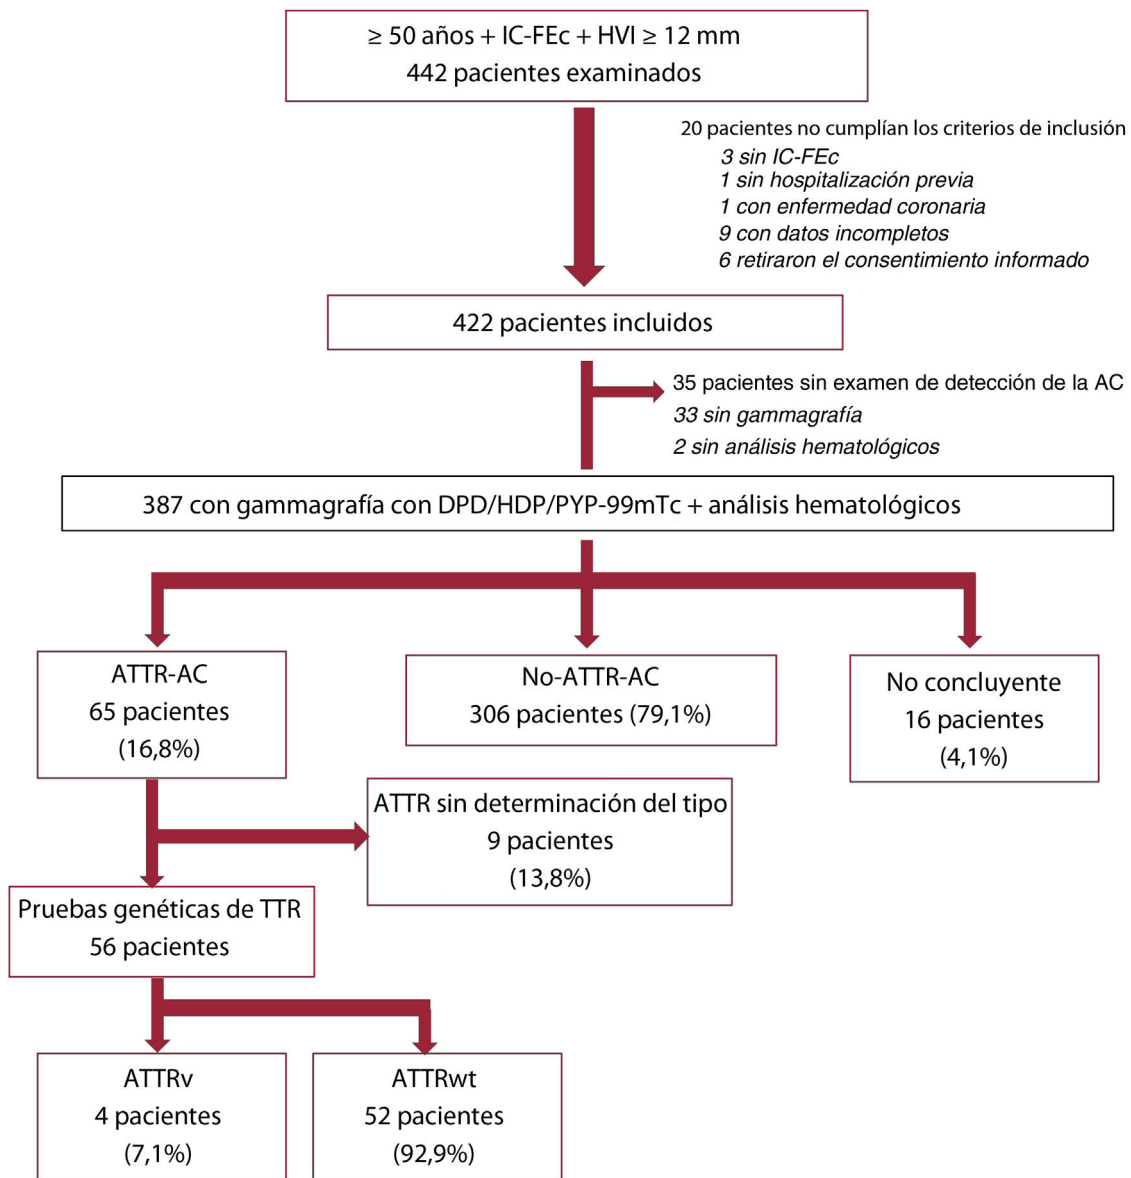 ≥ 50 años + IC-FEc + HVI ≥ 12 mm
442 pacientes examinados
20 pacientes no cumplían los criterios de inclusión
3 sin IC-FEc
1 sin hospitalización previa
1 con enfermedad coronaria
9 con datos incompletos
6 retiraron el consentimiento informado
422 pacientes incluidos
35 pacientes sin examen de detección de la AC
33 sin gammagrafía
2 sin análisis hematológicos
387 con gammagrafía con DPD/HDP/PYP-99mTc + análisis hematológicos
ATTR-AC
65 pacientes
(16,8%)
No-ATTR-AC
306 pacientes (79,1%)
No concluyente
16 pacientes
(4,1%)
ATTR sin determinación del tipo
9 pacientes
(13,8%)
Pruebas genéticas de TTR
56 pacientes
ATTRv
4 pacientes
(7,1%)
ATTRwt
52 pacientes
(92,9%)